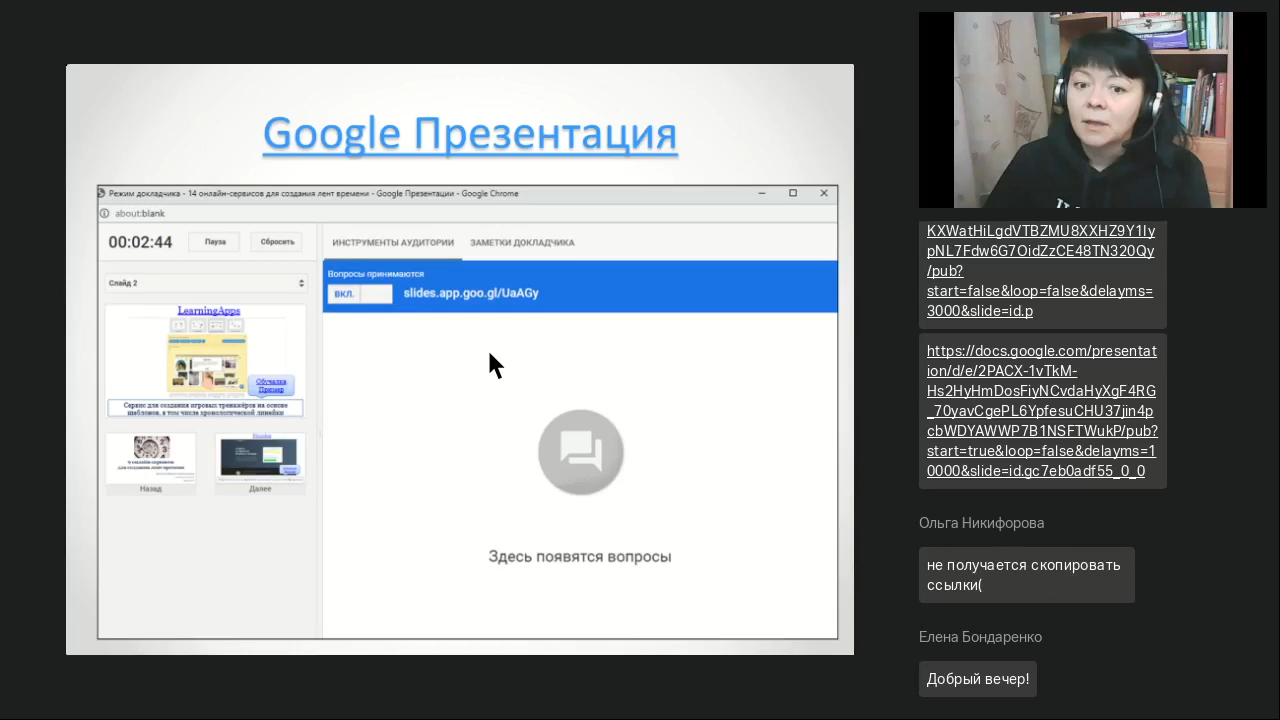 Google Презентация
Режим докладчика - 14 онлайн-сервисов для создания лент времени - Google Презентации - Google Chrome
about:blank
00:02:44
Пауза
Сбросить
ИНСТРУМЕНТЫ АУДИТОРИИ
ЗАМЕТКИ ДОКЛАДЧИКА
Слайд 2
Вопросы принимаются
ВКЛ.
slides.app.goo.gl/UaAGy
LearningApps
Обучалка
Пример
Сервис для создания игровых тренажёров на основе
шаблонов, в том числе хронологической линейки
Назад
Далее
Здесь появятся вопросы
KXWatHiLgdVTBZMU8XXHZ9Y1Iy
pNL7Fdw6G7OidZzCE48TN320Qy
/pub?
start=false&loop=false&delayms=
3000&slide=id.p
https://docs.google.com/presentat
ion/d/e/2PACX-1vTkM-
Hs2HyHmDosFiyNCvdaHvXgF4RG
_70yavCgePL6YpfesuCHU37jin4p
cbWDYAWWP7B1NSFTWukP/pub?
start=true&loop=false&delayms=1
0000&slide=id.gc7eb0adf55_0_0
Ольга Никифорова
не получается скопировать
ссылки(
Елена Бондаренко
Добрый вечер!